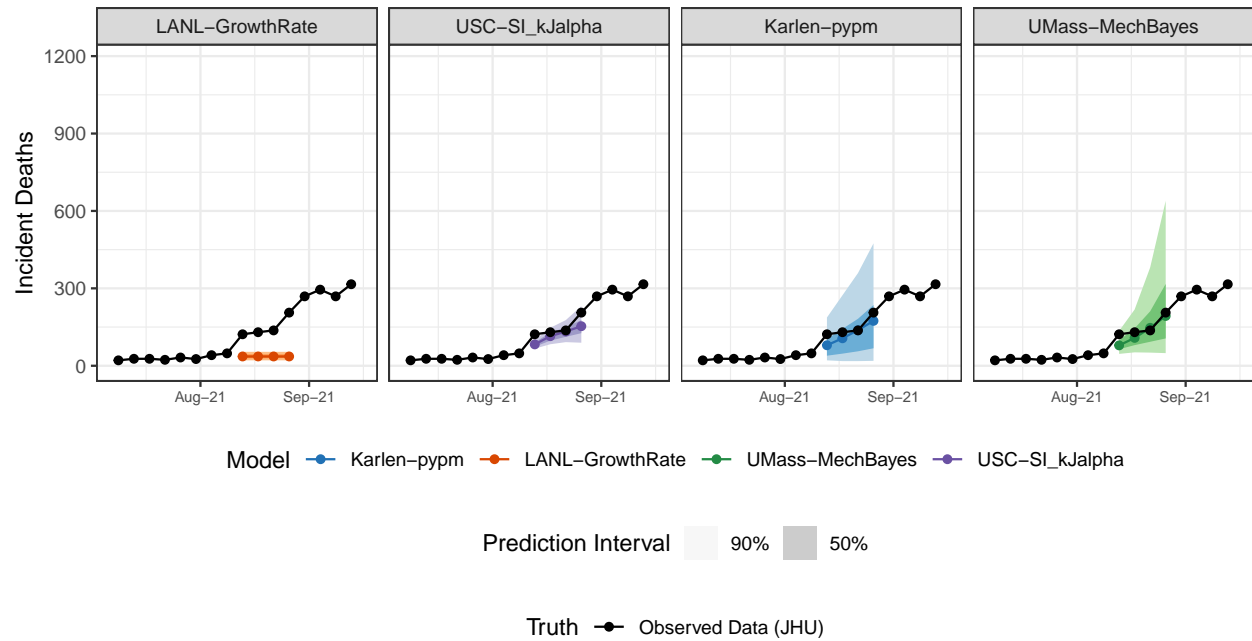 LANL−GrowthRate USC−SI_kJalpha Karlen−pypm UMass−MechBayes
1200
900
600
300
0
Incident Deaths
Aug−21 Sep−21 Aug−21 Sep−21 Aug−21 Sep−21 Aug−21 Sep−21
Model Karlen−pypm LANL−GrowthRate UMass−MechBayes USC−SI_kJalpha
Prediction Interval 90% 50%
Truth Observed Data (JHU)